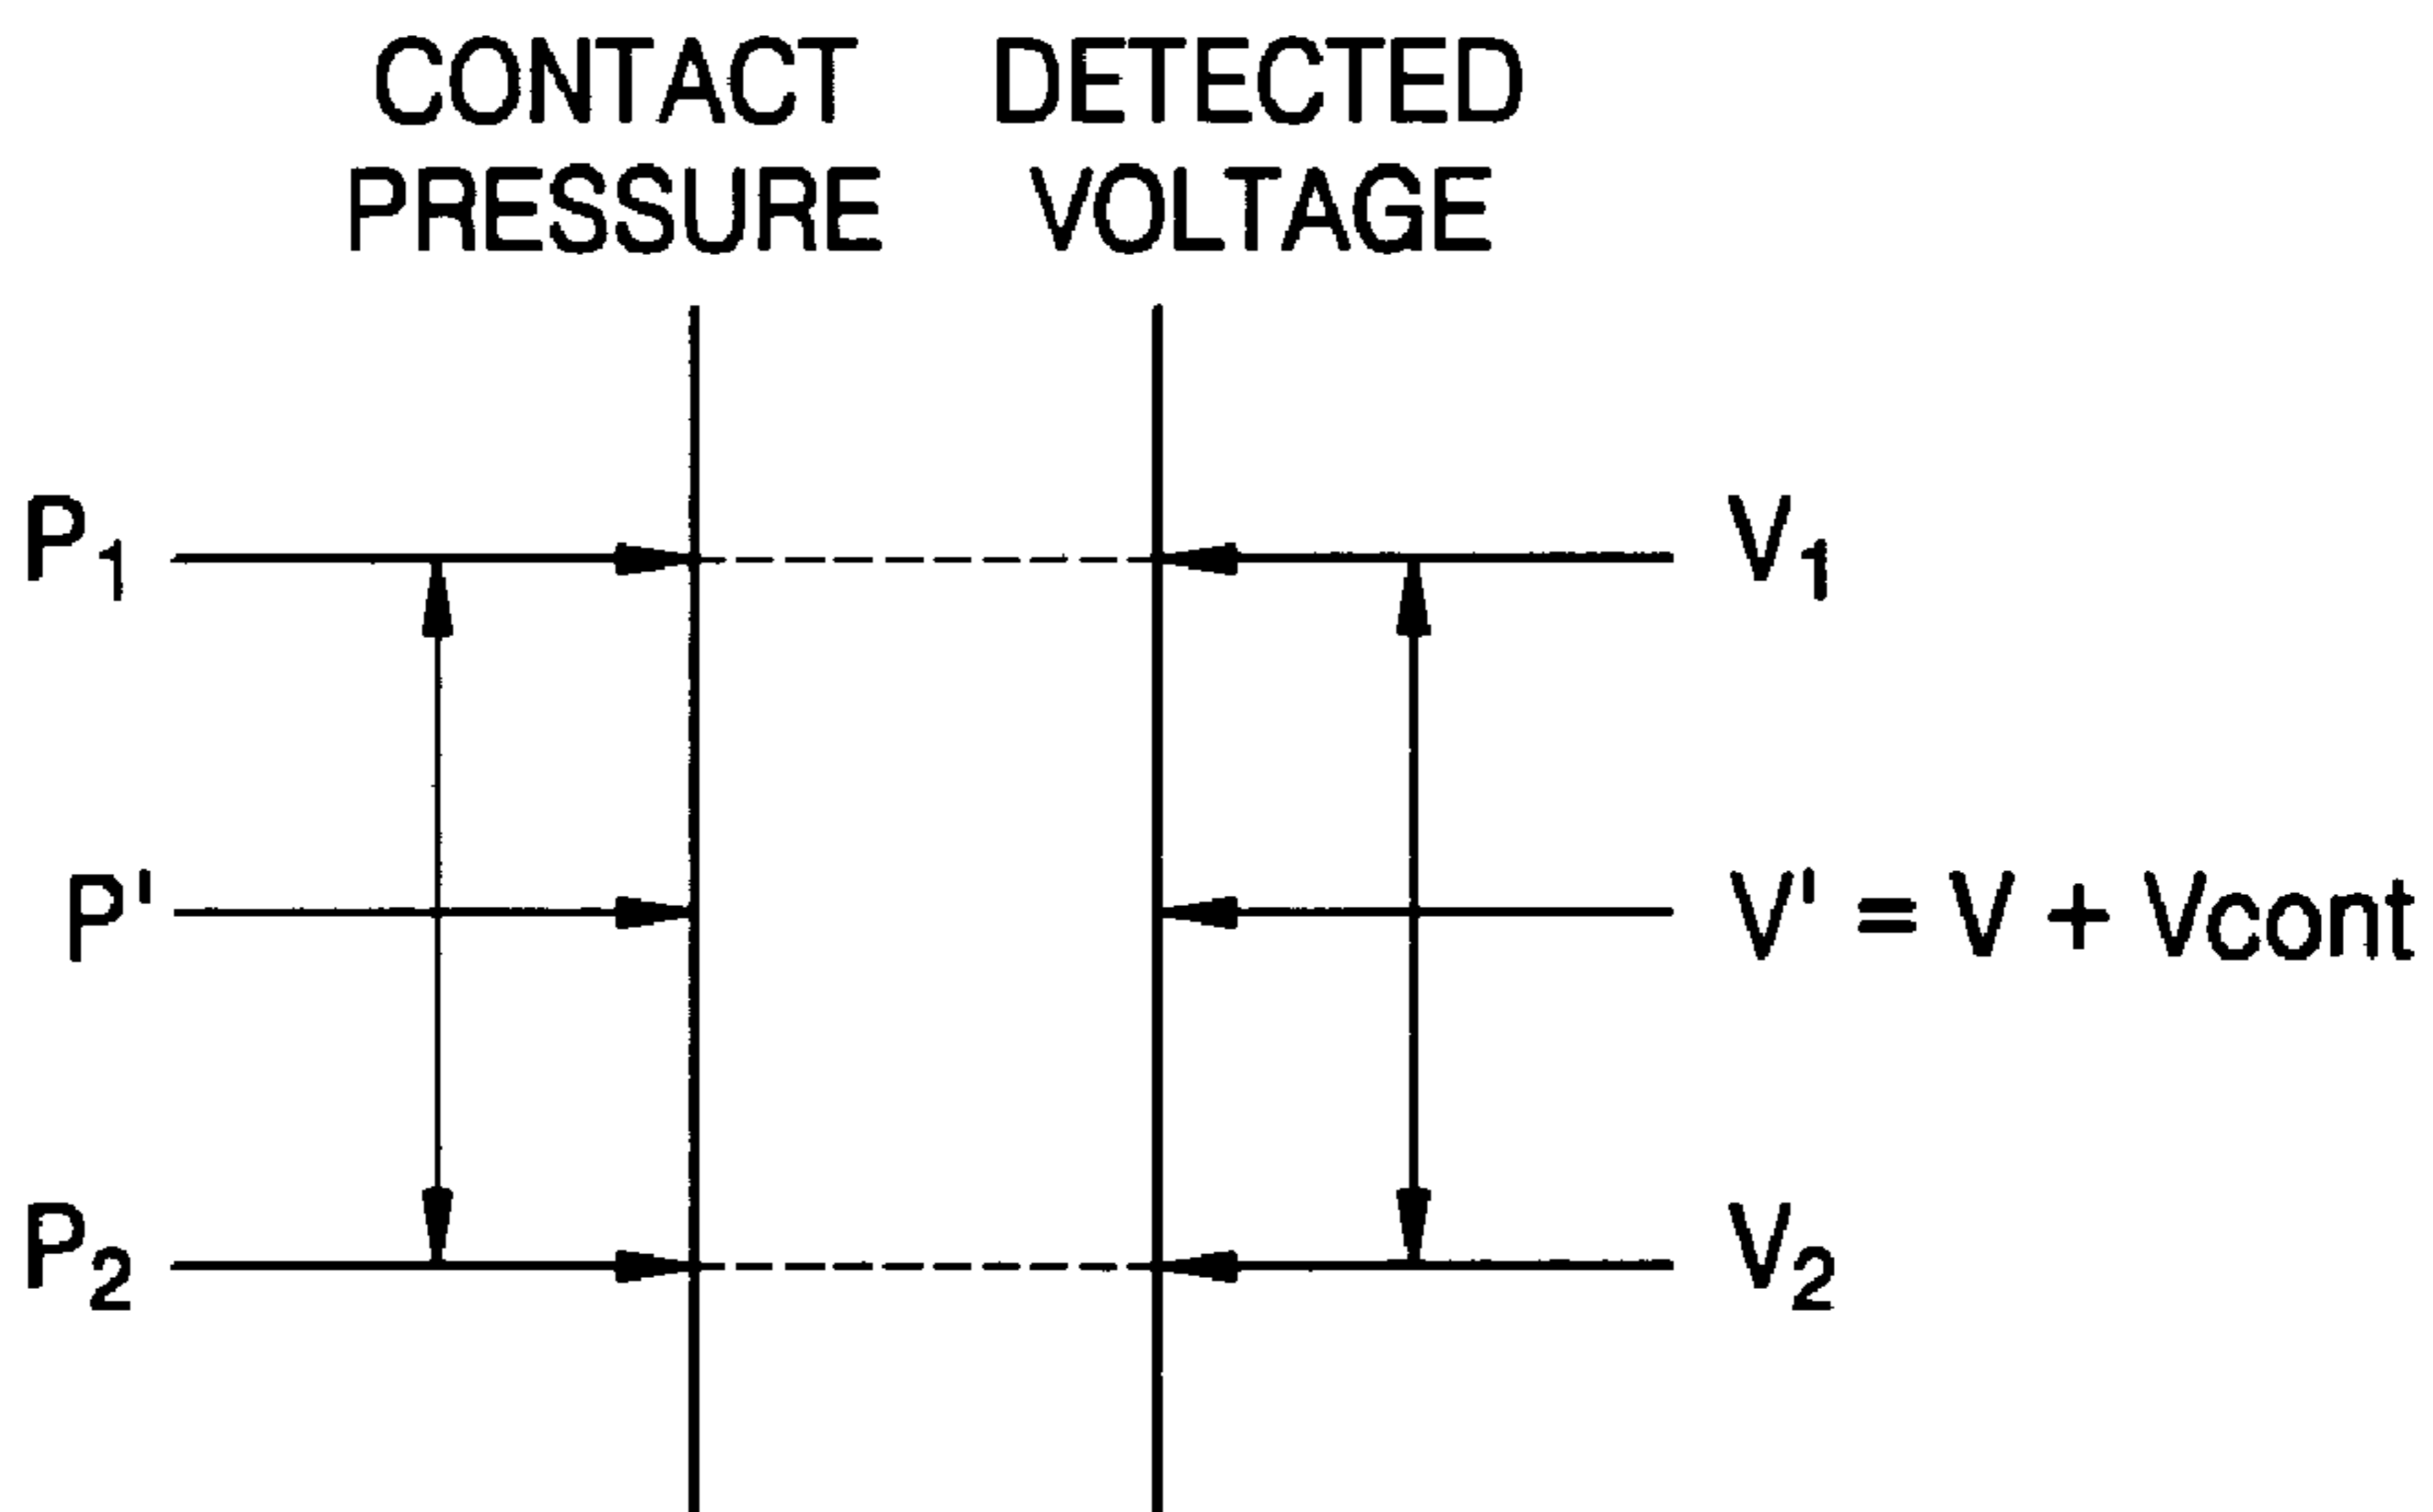 CONTACT DETECTED
PRESSURE VOLTAGE
P1 V1
P' V' = V + Vcont
P2 V2